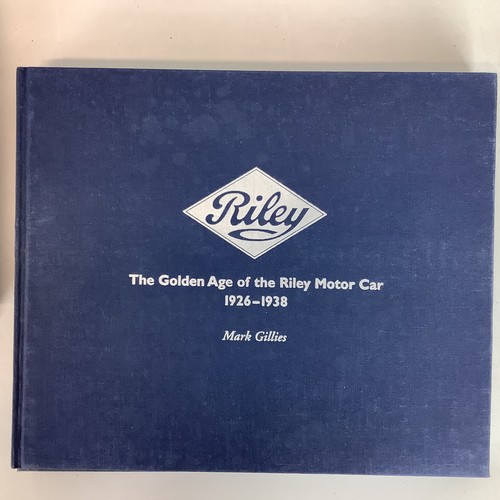 Riley
The Golden Age of the Riley Motor Car
1926–1938
Mark Gillies